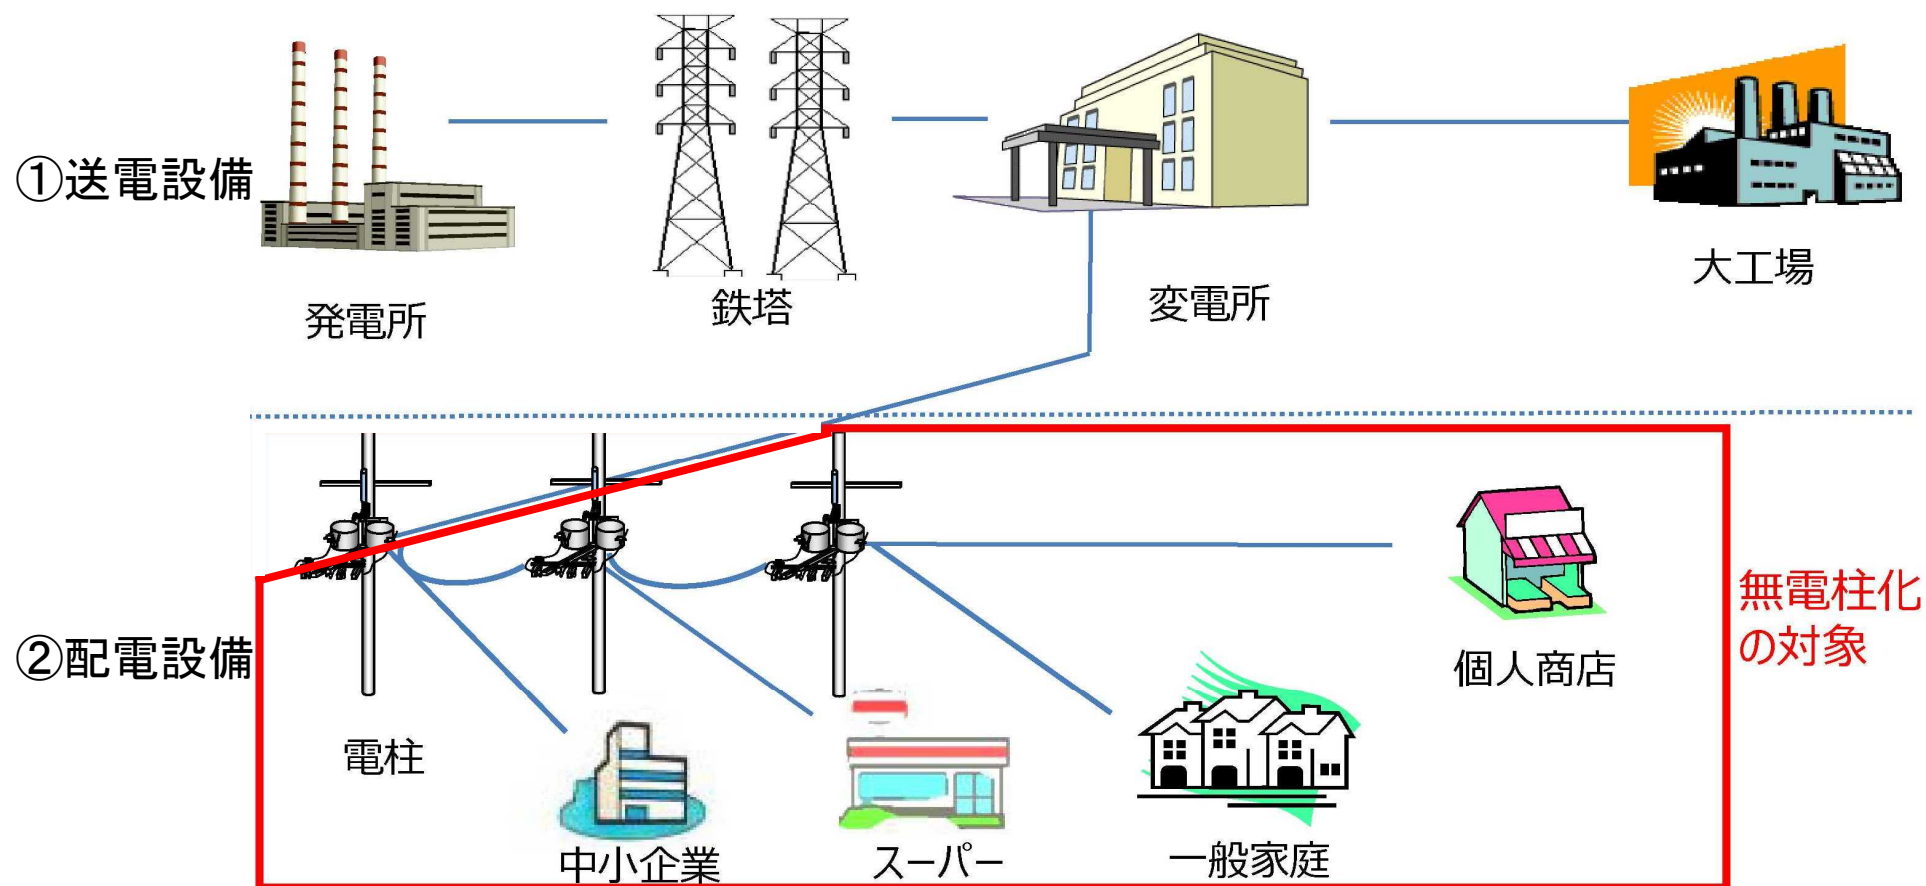 ①送電設備
発電所
鉄塔
変電所
大工場
②配電設備
電柱
中小企業
スーパー
一般家庭
個人商店
無電柱化
の対象